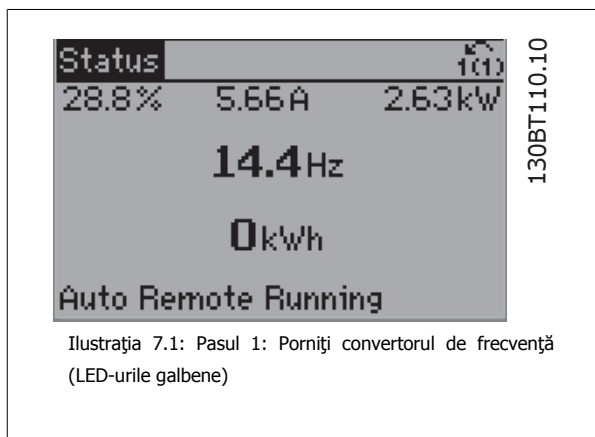 Status
1(1)
28.8% 5.66A 2.63kW
14.4Hz
0kWh
Auto Remote Running
130BT110.10
Ilustraţia 7.1: Pasul 1: Porniţi convertorul de frecvenţă
(LED-urile galbene)